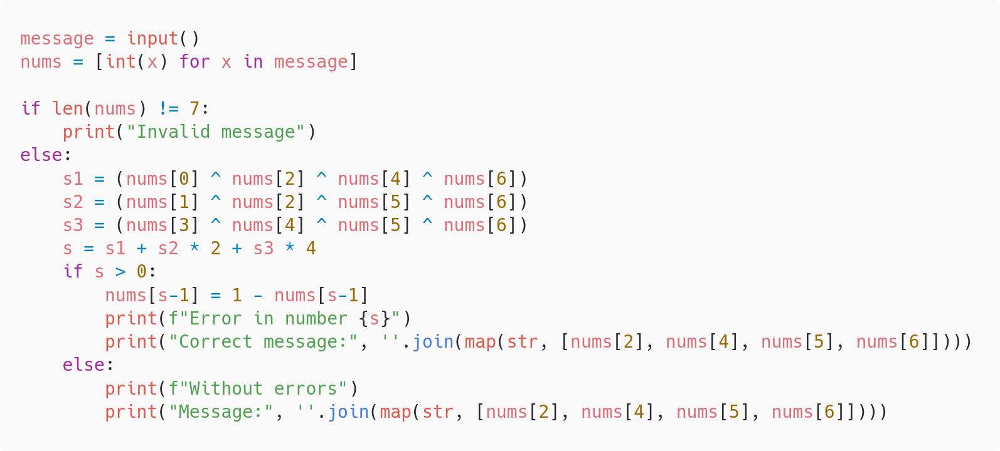 message = input()
nums = [int(x) for x in message]

if len(nums) != 7:
    print("Invalid message")
else:
    s1 = (nums[0] ^ nums[2] ^ nums[4] ^ nums[6])
    s2 = (nums[1] ^ nums[2] ^ nums[5] ^ nums[6])
    s3 = (nums[3] ^ nums[4] ^ nums[5] ^ nums[6])
    s = s1 + s2 * 2 + s3 * 4
    if s > 0:
        nums[s-1] = 1 - nums[s-1]
        print(f"Error in number {s}")
        print("Correct message:", ''.join(map(str, [nums[2], nums[4], nums[5], nums[6]])))
    else:
        print(f"Without errors")
        print("Message:", ''.join(map(str, [nums[2], nums[4], nums[5], nums[6]])))